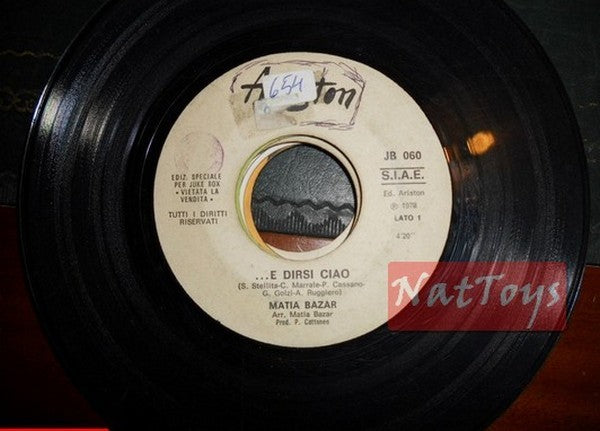 Ariston
654
JB 060
S.I.A.E.
Ed. Ariston
℗ 1978
LATO 1
4'20"
EDIZ. SPECIALE
PER JUKE BOX
• VIETATA LA
VENDITA •
TUTTI I DIRITTI
RISERVATI
...E DIRSI CIAO
(S. Stellita-C. Marrale-P. Cassano-
G. Golzi-A. Ruggiero)
MATIA BAZAR
Arr. Matia Bazar
Prod. P. Cottoneo
NatToys